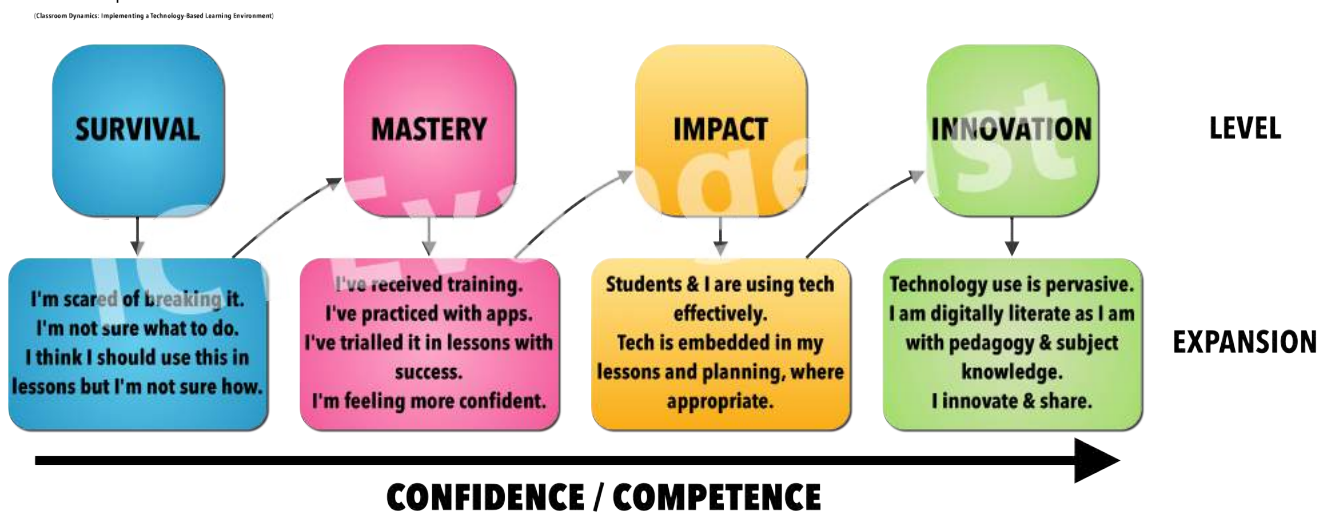 (Classroom Dynamics: Implementing a Technology-Based Learning Environment)
SURVIVAL
MASTERY
IMPACT
INNOVATION
LEVEL
I'm scared of breaking it.
I'm not sure what to do.
I think I should use this in
lessons but I'm not sure how.
I've received training.
I've practiced with apps.
I've trialled it in lessons with
success.
I'm feeling more confident.
Students & I are using tech
effectively.
Tech is embedded in my
lessons and planning, where
appropriate.
Technology use is pervasive.
I am digitally literate as I am
with pedagogy & subject
knowledge.
I innovate & share.
EXPANSION
CONFIDENCE / COMPETENCE
ICT Evangelist